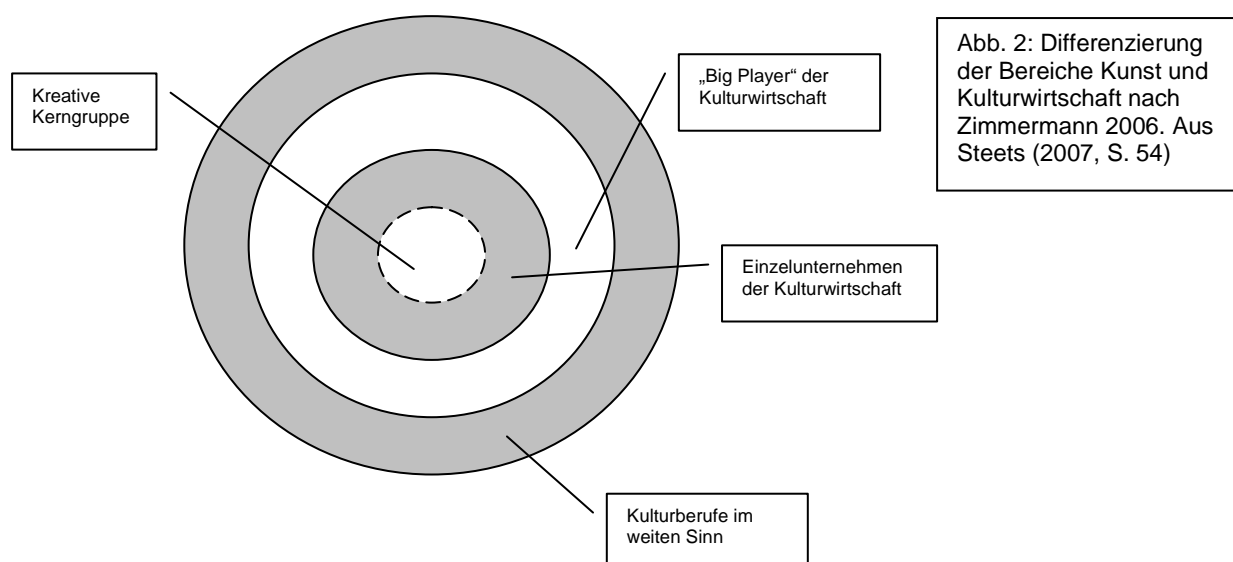 Kreative
Kerngruppe
„Big Player“ der
Kulturwirtschaft
Abb. 2: Differenzierung
der Bereiche Kunst und
Kulturwirtschaft nach
Zimmermann 2006. Aus
Steets (2007, S. 54)
Einzelunternehmen
der Kulturwirtschaft
Kulturberufe im
weiten Sinn